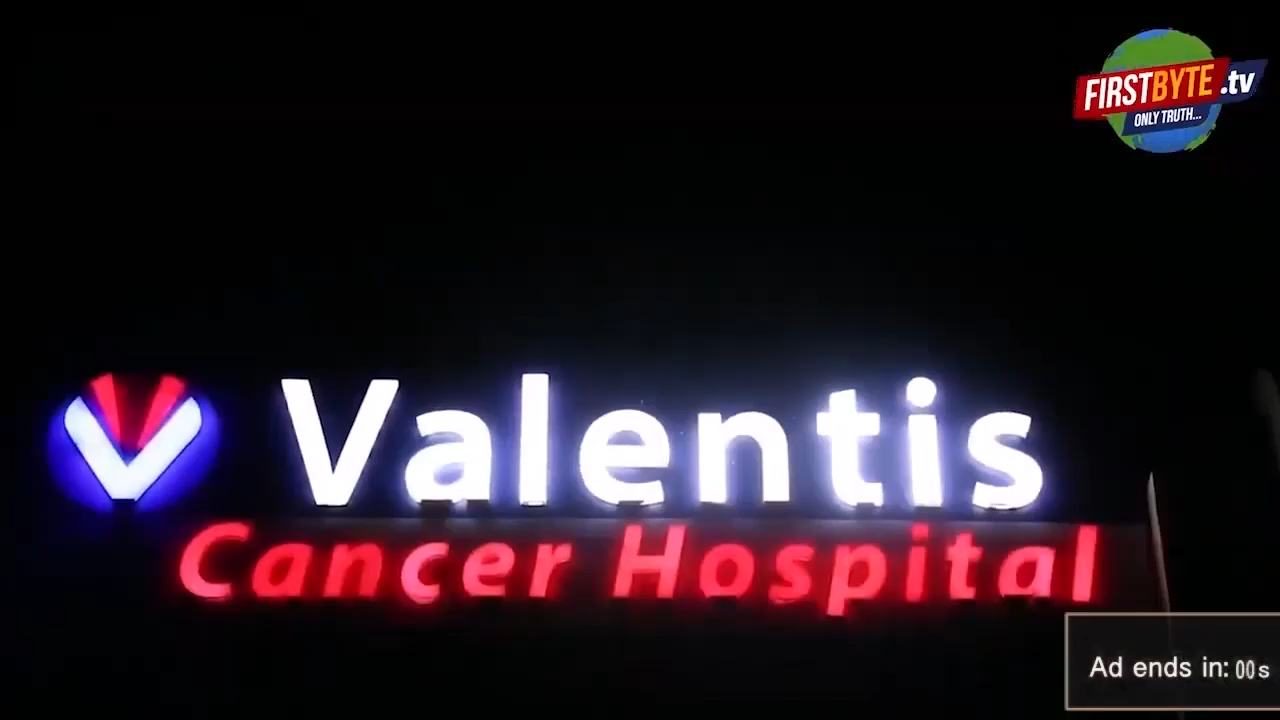 FIRSTBYTE.tv
ONLY TRUTH...
Valentis
Cancer Hospital
Ad ends in: 00s